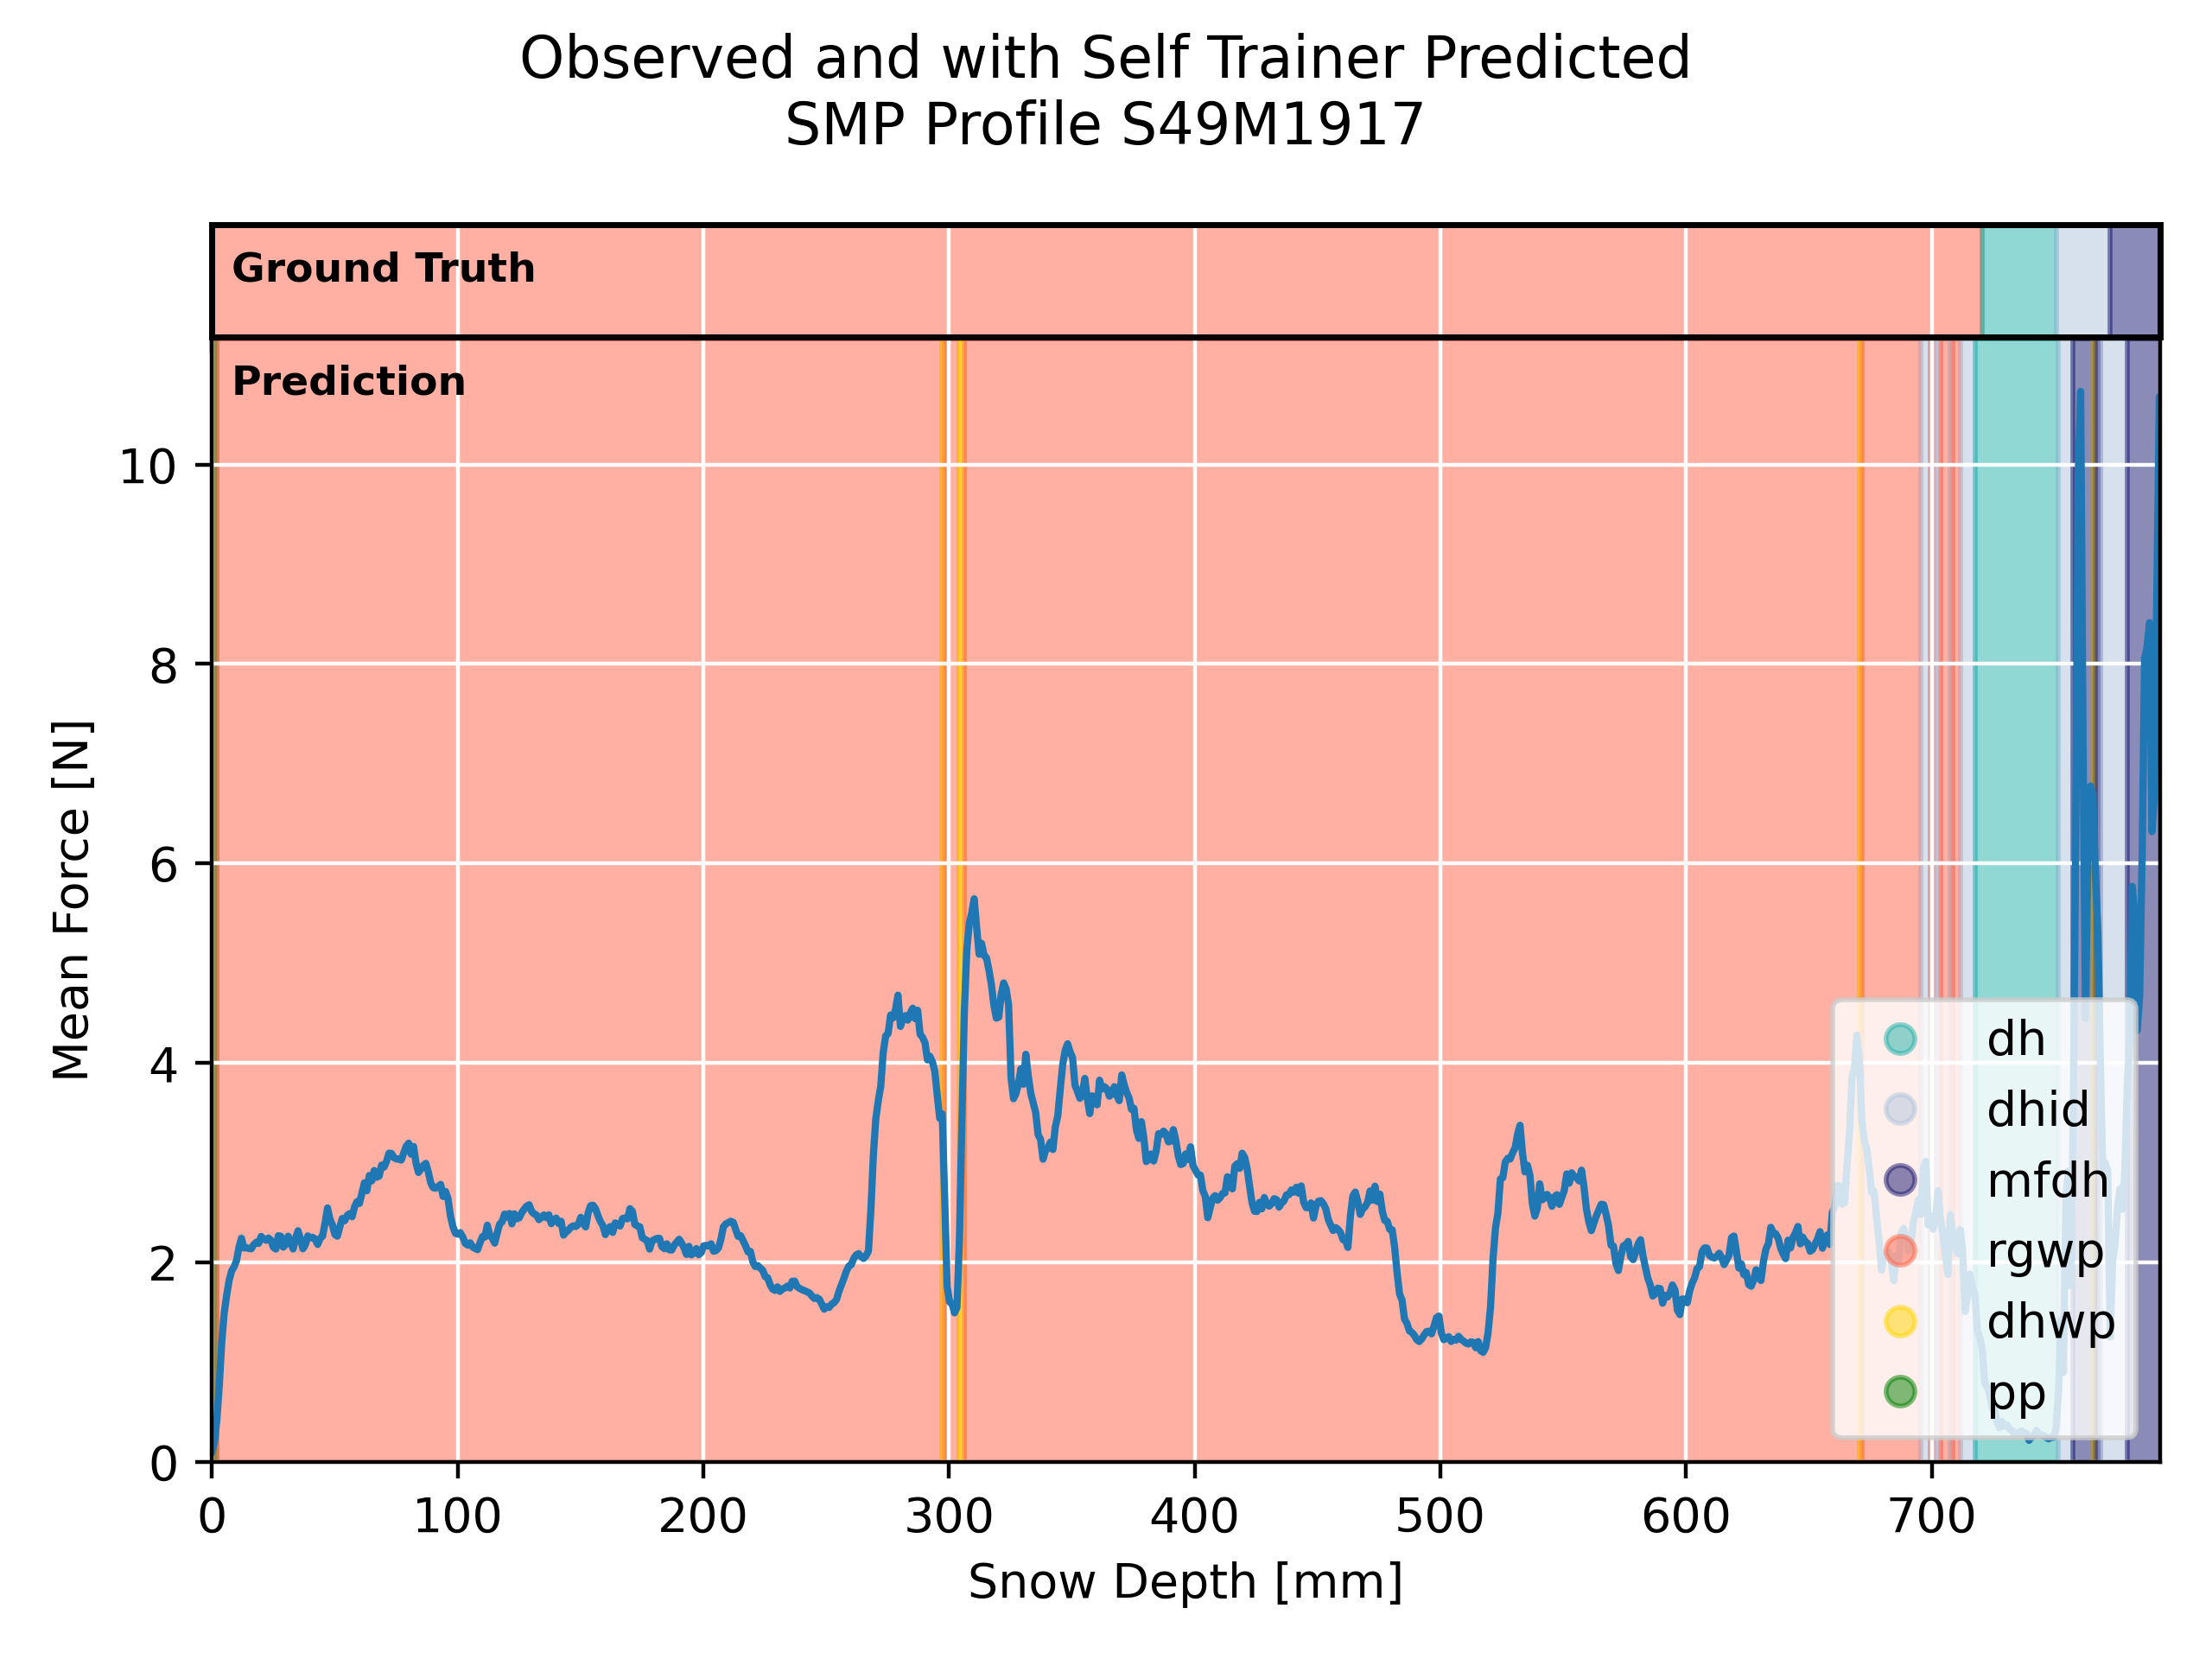 Observed and with Self Trainer Predicted
SMP Profile S49M1917
Ground Truth
Prediction
10
8
6
4
2
0
Mean Force [N]
dh
dhid
mfdh
rgwp
dhwp
pp
0 100 200 300 400 500 600 700
Snow Depth [mm]